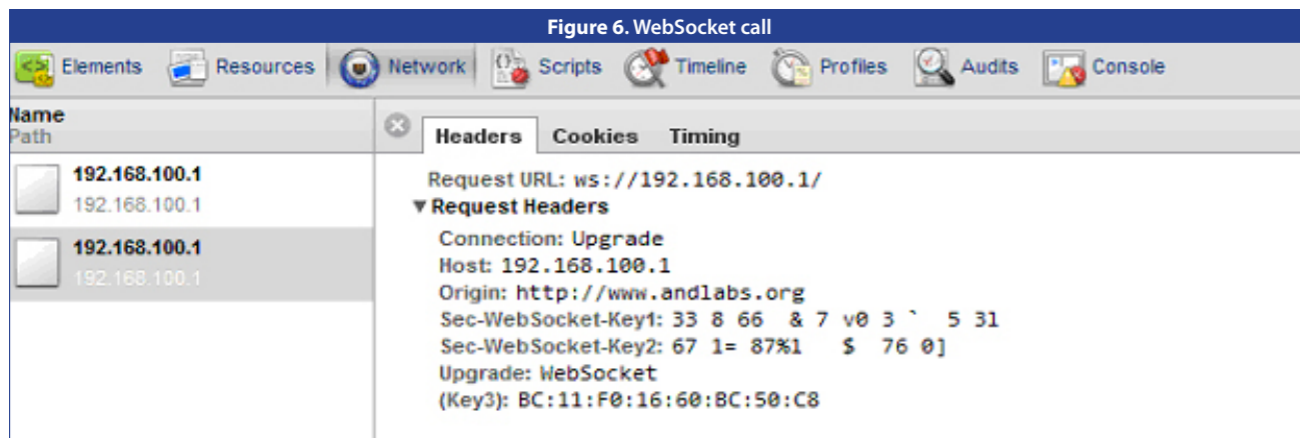 Figure 6. WebSocket call
Elements Resources Network Scripts Timeline Profiles Audits Console
Name
Path
192.168.100.1
192.168.100.1
192.168.100.1
192.168.100.1
Headers Cookies Timing
Request URL: ws://192.168.100.1/
▼ Request Headers
Connection: Upgrade
Host: 192.168.100.1
Origin: http://www.andlabs.org
Sec-WebSocket-Key1: 33 8 66  & 7 v0 3 `  5 31
Sec-WebSocket-Key2: 67 1= 87%1   $  76 0]
Upgrade: WebSocket
(Key3): BC:11:F0:16:60:BC:50:C8